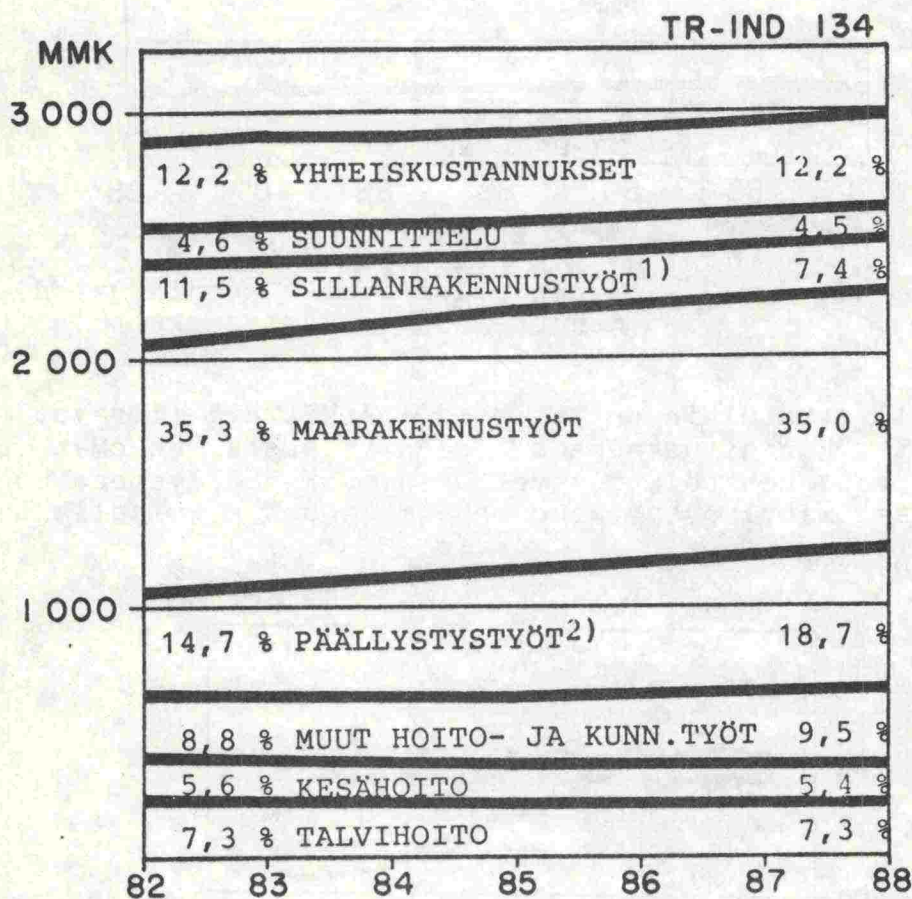 TR-IND 134
MMK
3 000
12,2 % YHTEISKUSTANNUKSET 12,2 %
4,6 % SUUNNITTELU 4,5 %
11,5 % SILLANRAKENNUSTYÖT1) 7,4 %
2 000
35,3 % MAARAKENNUSTYÖT 35,0 %
1 000
14,7 % PÄÄLLYSTYSTYÖT2) 18,7 %
8,8 % MUUT HOITO- JA KUNN.TYÖT 9,5 %
5,6 % KESÄHOITO 5,4 %
7,3 % TALVIHOITO 7,3 %
82 83 84 85 86 87 88